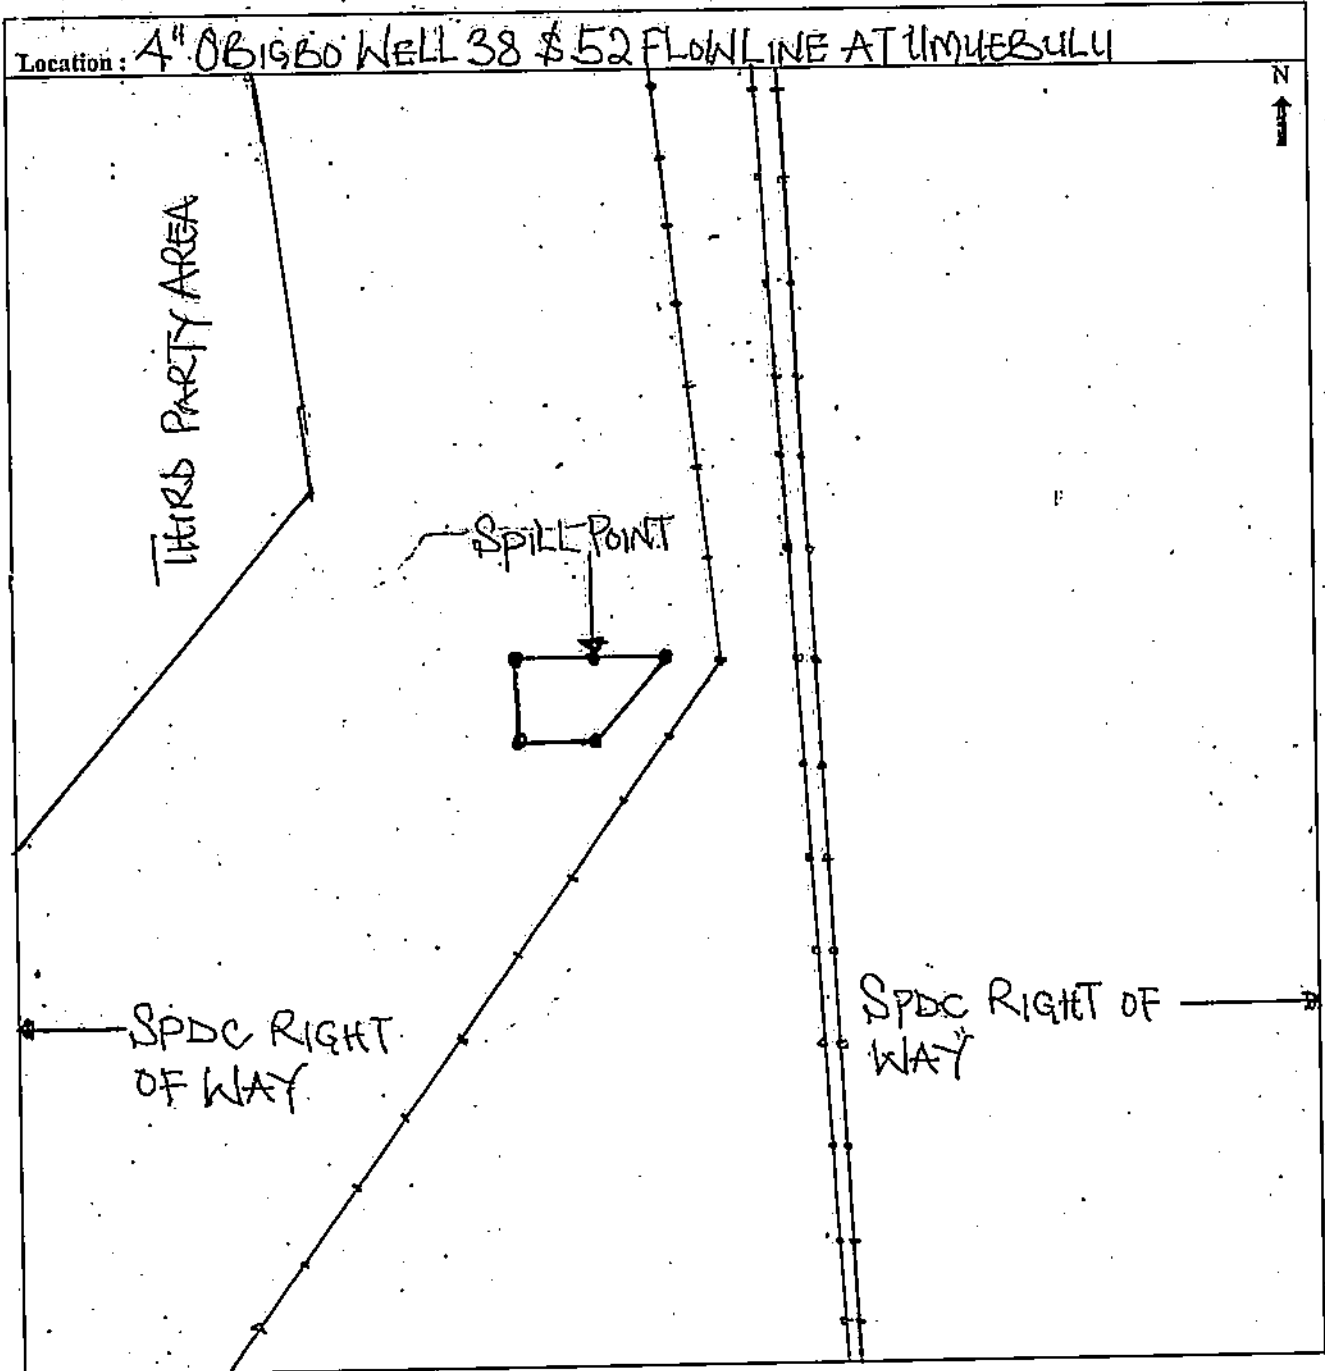 Location : 4" OBIGBO WELL 38 $ 52 FLOWLINE AT UMUEBULU
N
THIRD PARTY AREA
SPILL POINT
SPDC RIGHT OF
WAY
SPDC RIGHT
OF WAY